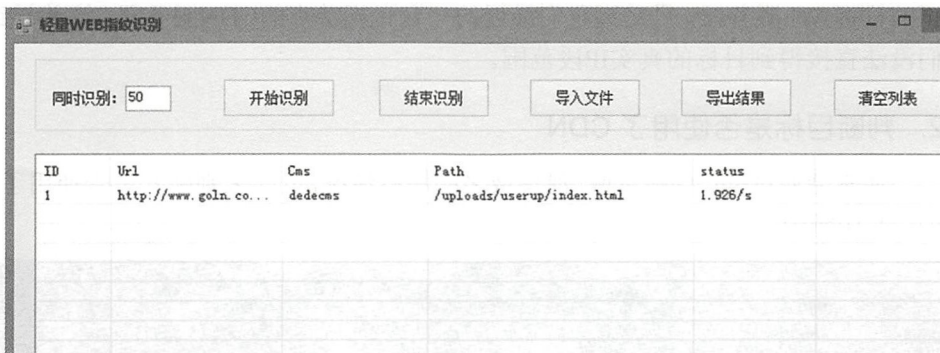 轻量WEB指纹识别
同时识别： 50 开始识别 结束识别 导入文件 导出结果 清空列表
ID Url Cms Path status
1 http://www.goln.co... dedecms /uploads/userup/index.html 1.926/s